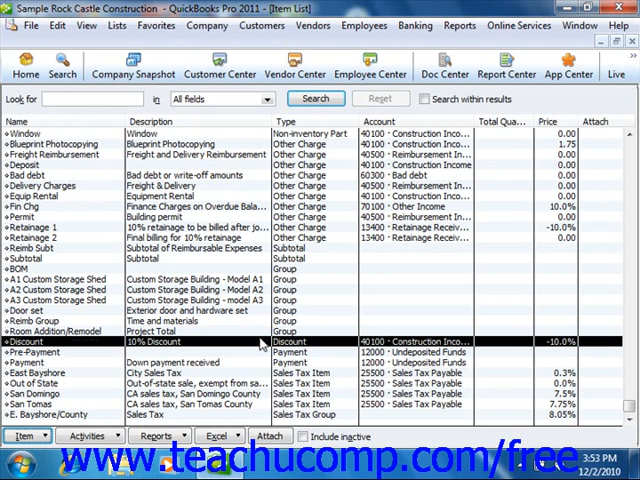 Sample Rock Castle Construction - QuickBooks Pro 2011 - [Item List]
File Edit View Lists Favorites Company Customers Vendors Employees Banking Reports Online Services Window Help
Home Search Company Snapshot Customer Center Vendor Center Employee Center Doc Center Report Center App Center Live
Look for in All fields Search Reset Search within results
Name Description Type Account Total Qua... Price Attach
Window Window Non-inventory Part 40100 · Construction Inco... 0.00
Blueprint Photocopying Blueprint Photocopying Other Charge 40100 · Construction Inco... 1.75
Freight Reimbursement Freight and Delivery Reimbursement Other Charge 40500 · Reimbursement In... 0.00
Deposit Other Charge 40100 · Construction Income 0.00
Bad debt Bad debt or write-off amounts Other Charge 60300 · Bad debt 0.00
Delivery Charges Freight & Delivery Other Charge 40500 · Reimbursement In... 0.00
Equip Rental Equipment Rental Other Charge 40100 · Construction Inco... 0.00
Fin Chg Finance Charges on Overdue Bala... Other Charge 70100 · Other Income 10.0%
Permit Building permit Other Charge 40500 · Reimbursement In... 0.00
Retainage 1 10% retainage to be billed after jo... Other Charge 13400 · Retainage Receiv... -10.0%
Retainage 2 Final billing for 10% retainage Other Charge 13400 · Retainage Receiv... 0.00
Reimb Subt Subtotal of Reimbursable Expenses Subtotal
Subtotal Subtotal Subtotal
BOM Group
A1 Custom Storage Shed Custom Storage Building - Model A1 Group
A2 Custom Storage Shed Custom Storage Building - Model A2 Group
A3 Custom Storage Shed Custom Storage Building - model A3 Group
Door set Exterior door and hardware set Group
Reimb Group Time and materials Group
Room Addition/Remodel Project Total Group
Discount 10% Discount Discount 40100 · Construction Inco... -10.0%
Pre-Payment Payment 12000 · Undeposited Funds
Payment Down payment received Payment 12000 · Undeposited Funds
East Bayshore City Sales Tax Sales Tax Item 25500 · Sales Tax Payable 0.3%
Out of State Out-of-state sale, exempt from sa... Sales Tax Item 25500 · Sales Tax Payable 0.0%
San Domingo CA sales tax, San Domingo County Sales Tax Item 25500 · Sales Tax Payable 7.5%
San Tomas CA sales tax, San Tomas County Sales Tax Item 25500 · Sales Tax Payable 7.75%
E. Bayshore/County Sales Tax Sales Tax Group 8.05%
Item Activities Reports Excel Attach Include inactive
www.teachucomp.com/free
3:53 PM
12/2/2010